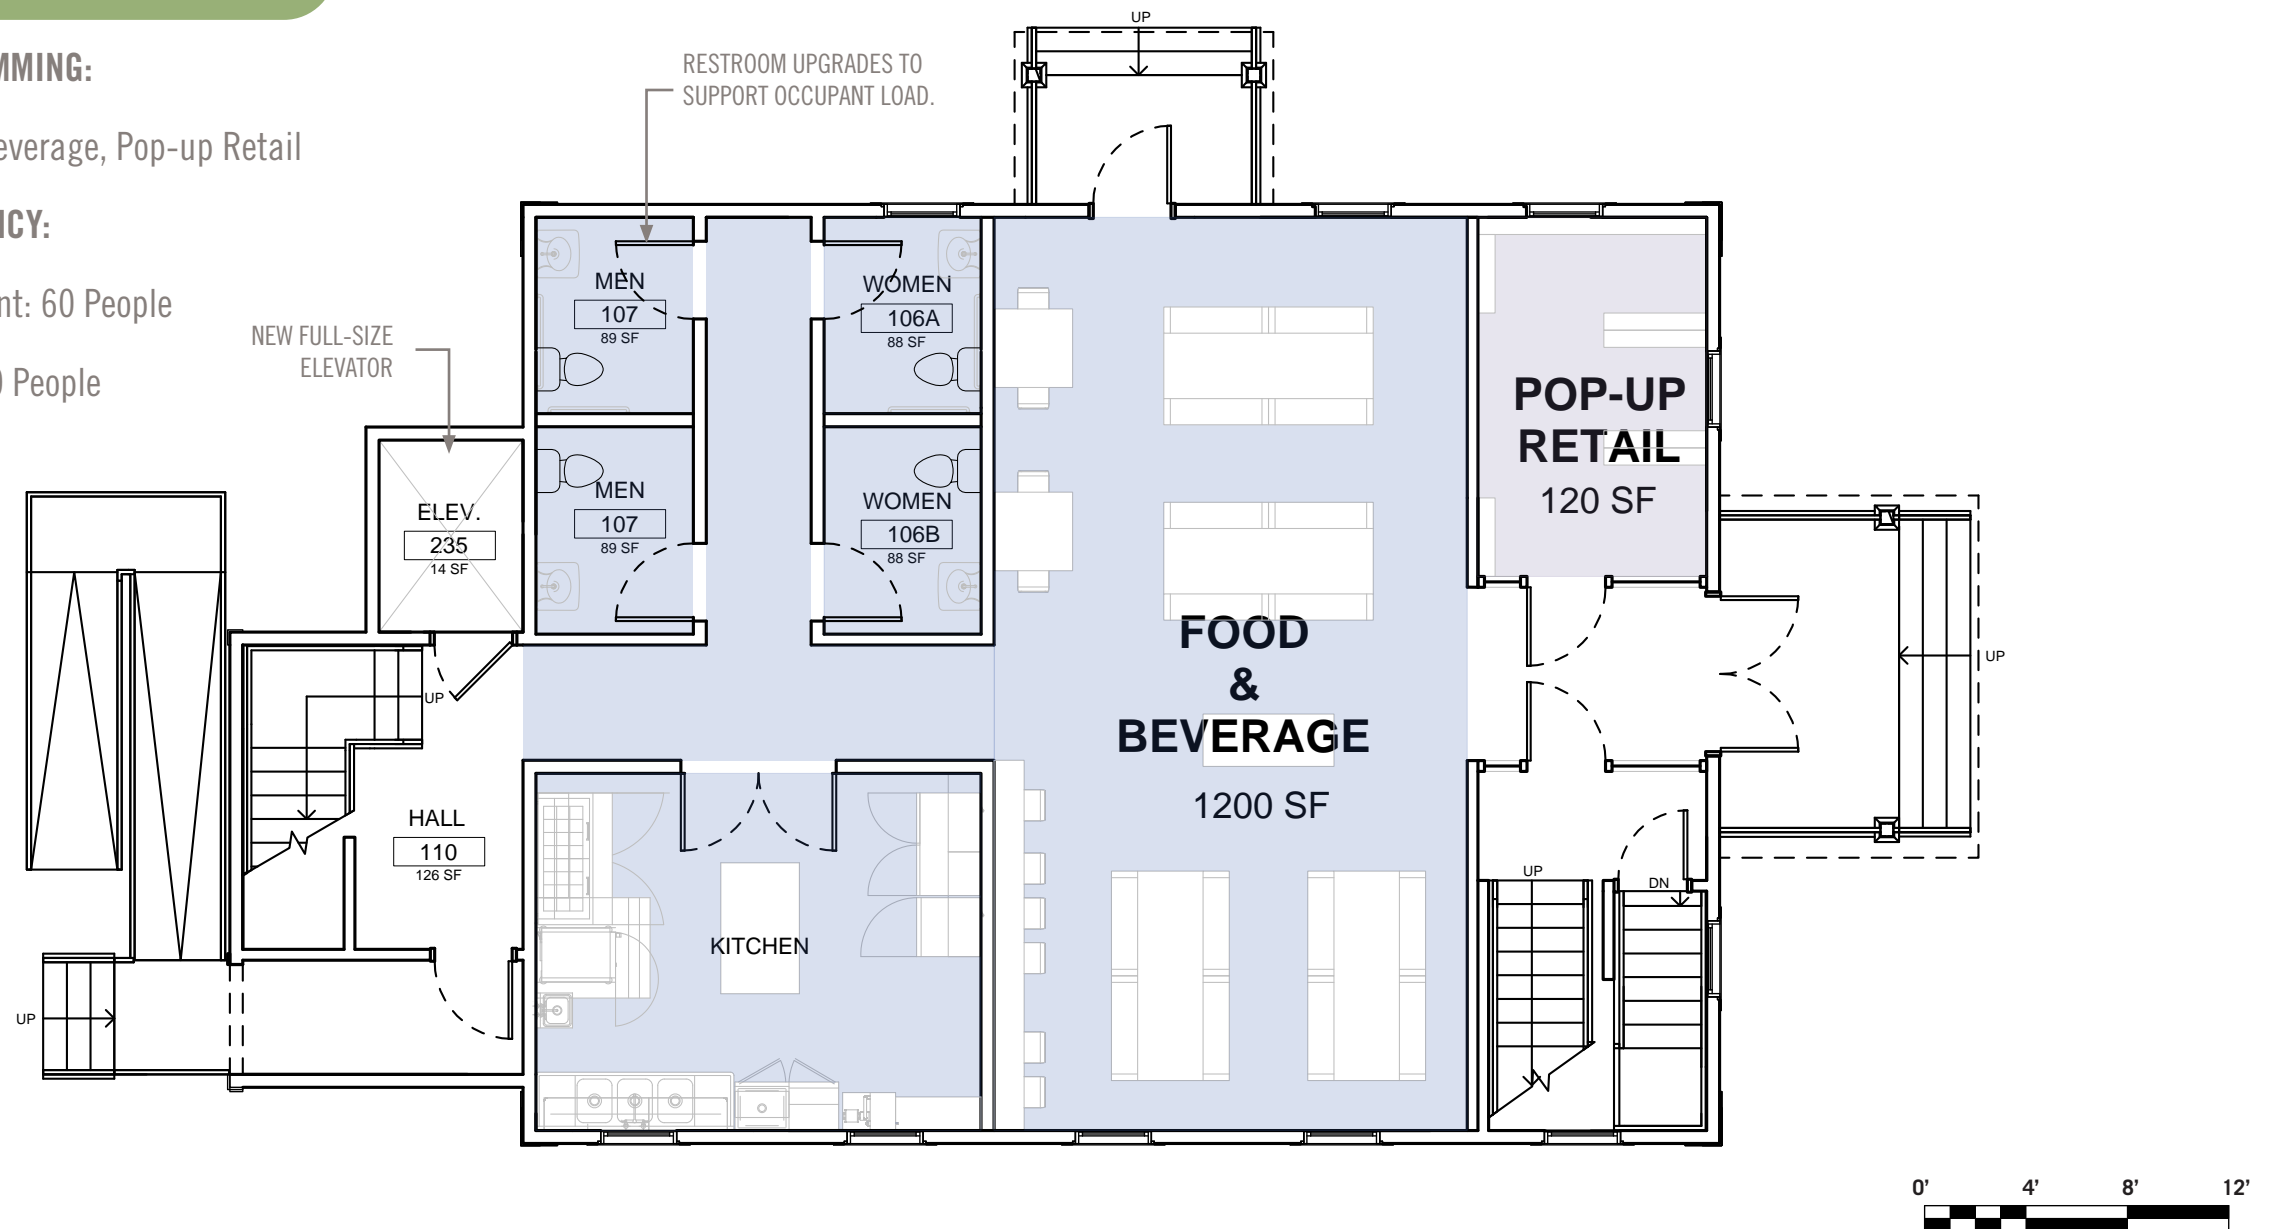 UP
MMING:
RESTROOM UPGRADES TO
SUPPORT OCCUPANT LOAD.
everage, Pop-up Retail
NCY:
nt: 60 People
NEW FULL-SIZE
ELEVATOR
0 People
MEN
107
89 SF
WOMEN
106A
88 SF
POP-UP
RETAIL
120 SF
MEN
107
89 SF
WOMEN
106B
88 SF
ELEV.
235
14 SF
FOOD
&
BEVERAGE
1200 SF
UP
UP
HALL
110
126 SF
UP
DN
KITCHEN
UP
0' 4' 8' 12'